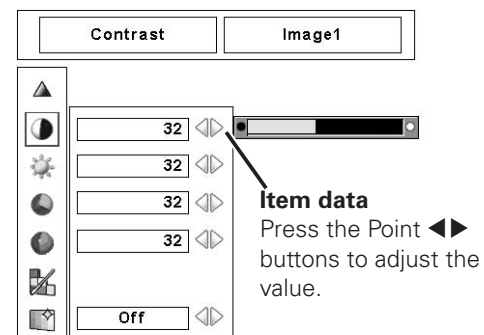 Contrast Image1
32
32
32
32
Off
Item data
Press the Point ◀▶
buttons to adjust the
value.